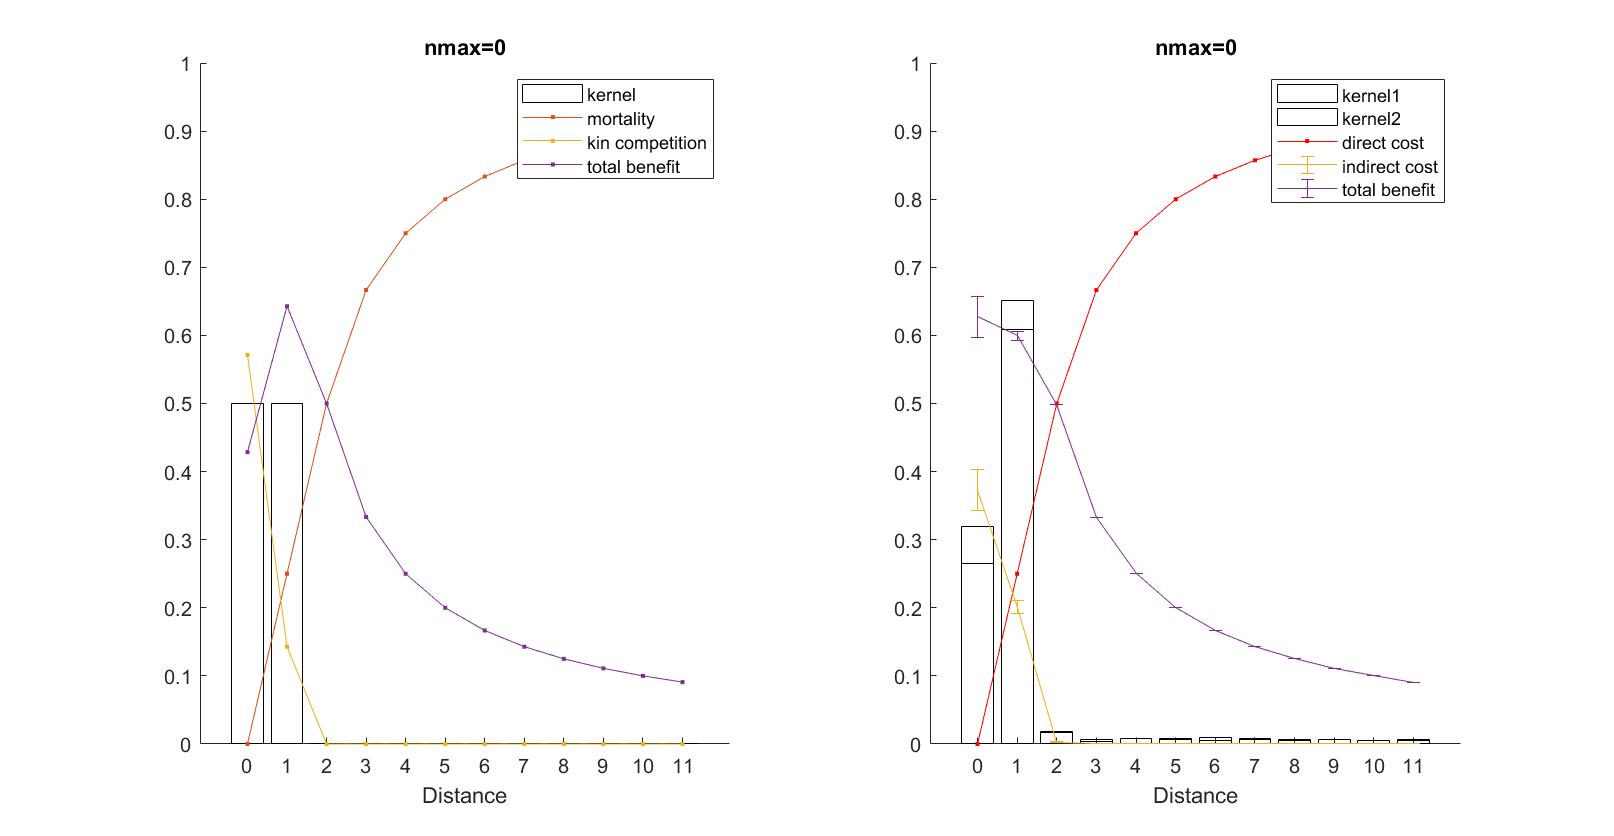 nmax=0
1
0.9
0.8
0.7
0.6
0.5
0.4
0.3
0.2
0.1
0
kernel
mortality
kin competition
total benefit
0 1 2 3 4 5 6 7 8 9 10 11
Distance
nmax=0
1
0.9
0.8
0.7
0.6
0.5
0.4
0.3
0.2
0.1
0
kernel1
kernel2
direct cost
indirect cost
total benefit
0 1 2 3 4 5 6 7 8 9 10 11
Distance